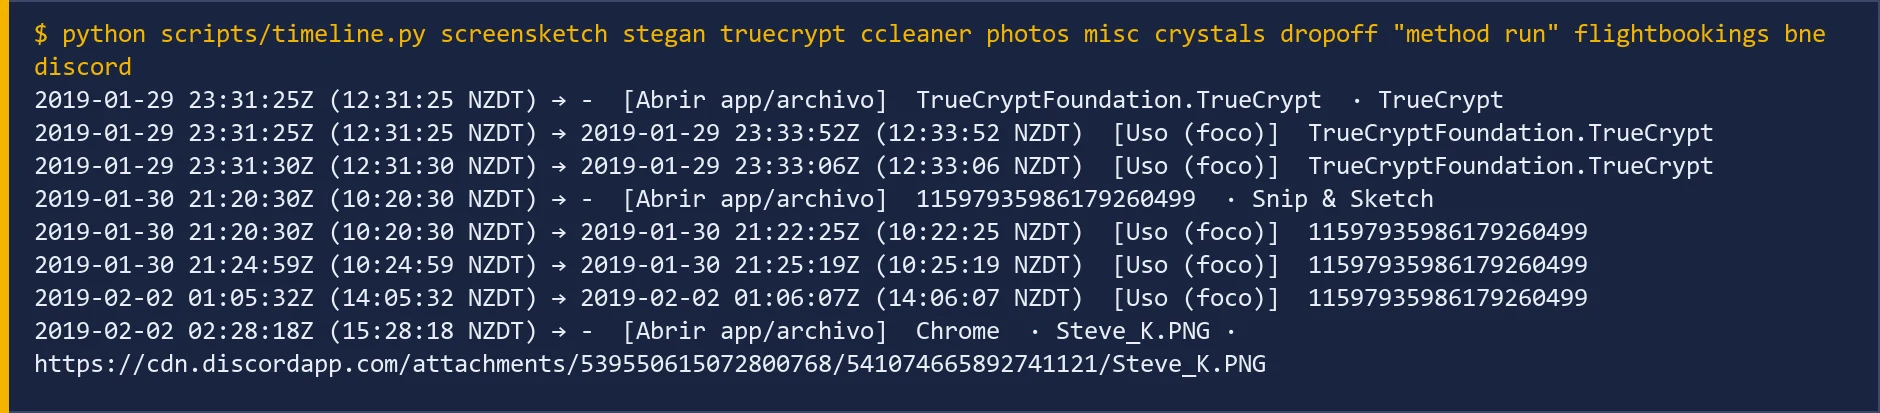 $ python scripts/timeline.py screensketch stegan truecrypt ccleaner photos misc crystals dropoff "method run" flightbookings bne
discord
2019-01-29 23:31:25Z (12:31:25 NZDT) → -  [Abrir app/archivo]  TrueCryptFoundation.TrueCrypt  · TrueCrypt
2019-01-29 23:31:25Z (12:31:25 NZDT) → 2019-01-29 23:33:52Z (12:33:52 NZDT)  [Uso (foco)]  TrueCryptFoundation.TrueCrypt
2019-01-29 23:31:30Z (12:31:30 NZDT) → 2019-01-29 23:33:06Z (12:33:06 NZDT)  [Uso (foco)]  TrueCryptFoundation.TrueCrypt
2019-01-30 21:20:30Z (10:20:30 NZDT) → -  [Abrir app/archivo]  11597935986179260499  · Snip & Sketch
2019-01-30 21:20:30Z (10:20:30 NZDT) → 2019-01-30 21:22:25Z (10:22:25 NZDT)  [Uso (foco)]  11597935986179260499
2019-01-30 21:24:59Z (10:24:59 NZDT) → 2019-01-30 21:25:19Z (10:25:19 NZDT)  [Uso (foco)]  11597935986179260499
2019-02-02 01:05:32Z (14:05:32 NZDT) → 2019-02-02 01:06:07Z (14:06:07 NZDT)  [Uso (foco)]  11597935986179260499
2019-02-02 02:28:18Z (15:28:18 NZDT) → -  [Abrir app/archivo]  Chrome  · Steve_K.PNG ·
https://cdn.discordapp.com/attachments/539550615072800768/541074665892741121/Steve_K.PNG